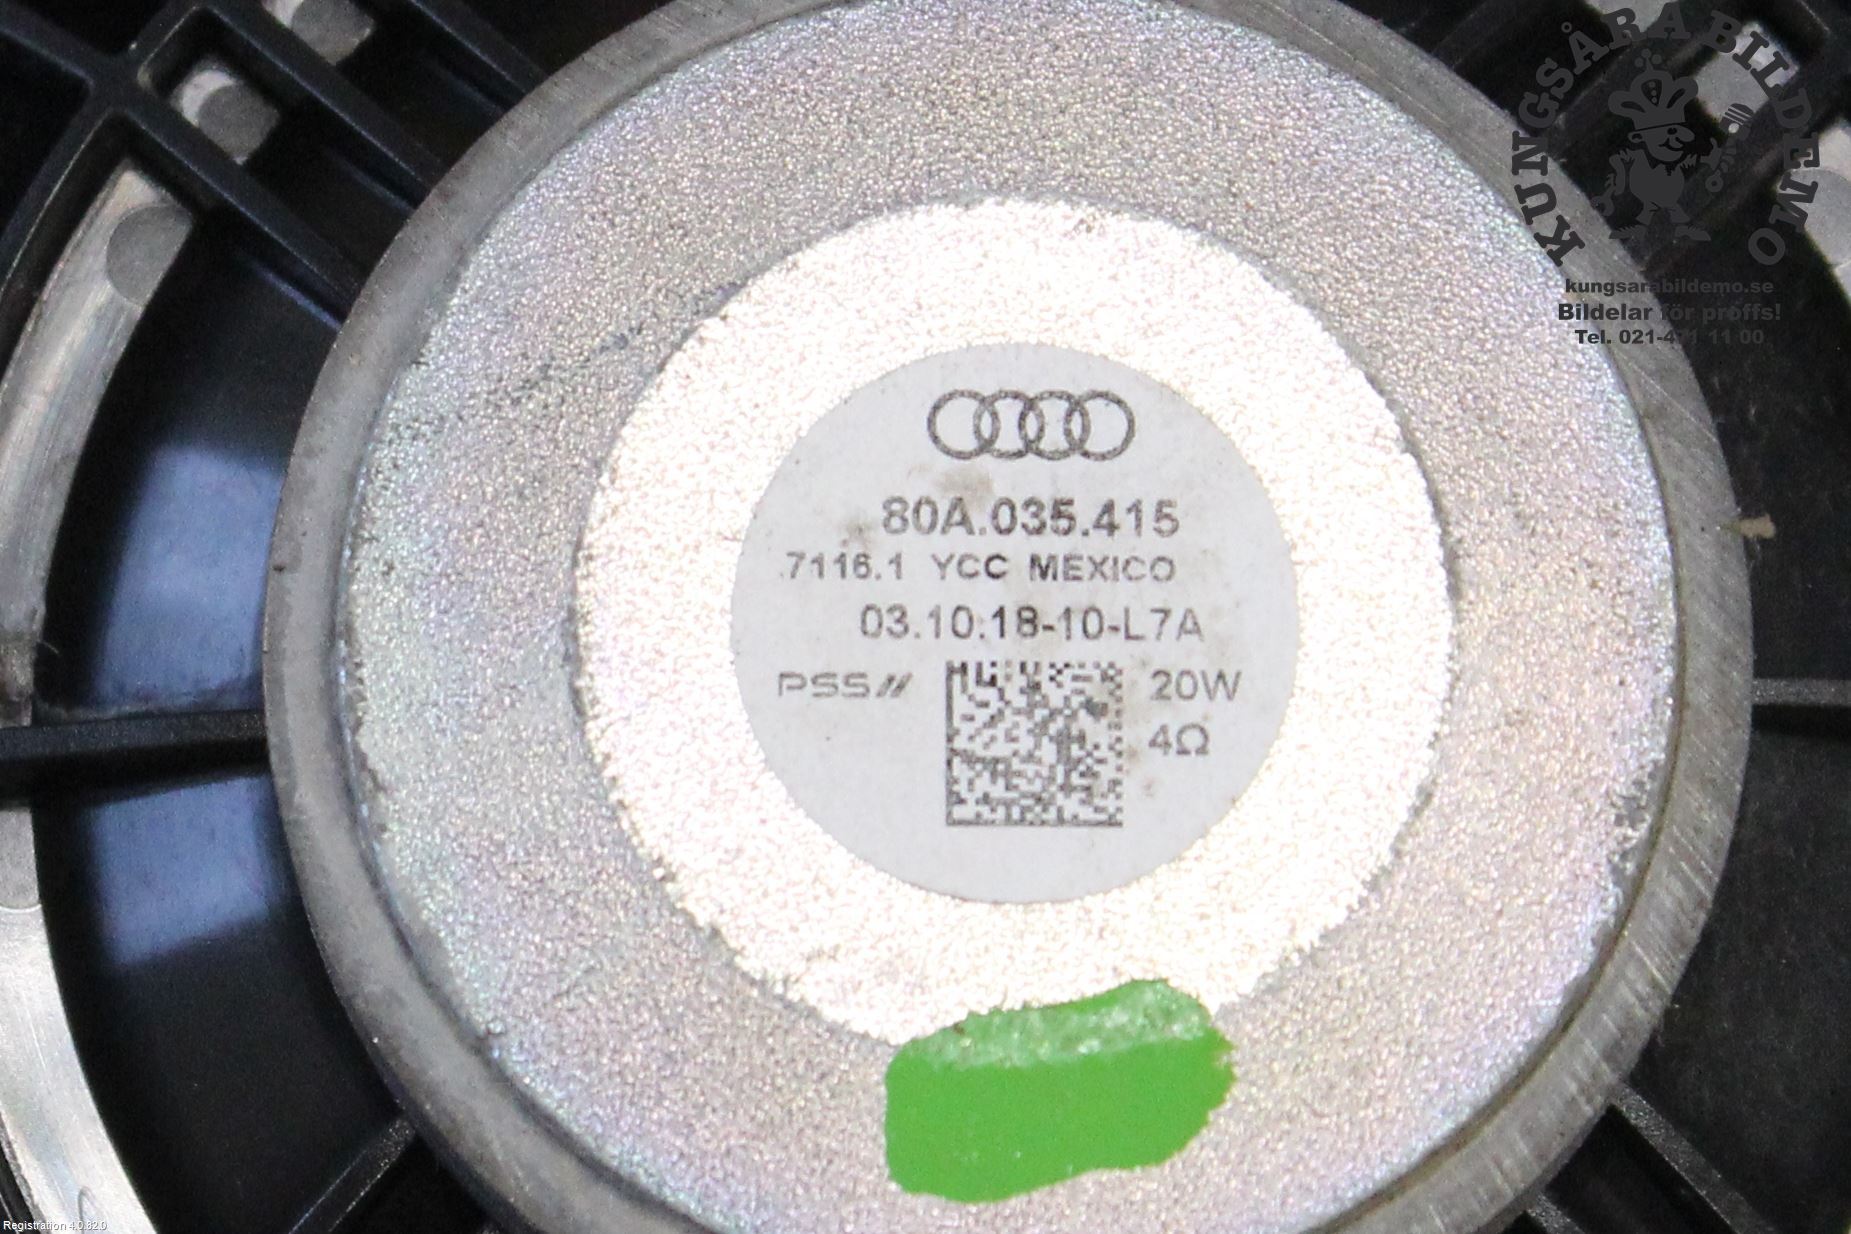 KUNGSÅRA BILDEMO
kungsarabildemo.se
Bildelar för proffs!
Tel. 021-471 11 00
80A.035.415
.7116.1 YCC MEXICO
03.10.18-10-L7A
PSS//
20W
4Ω
Registration 4.0.82.0